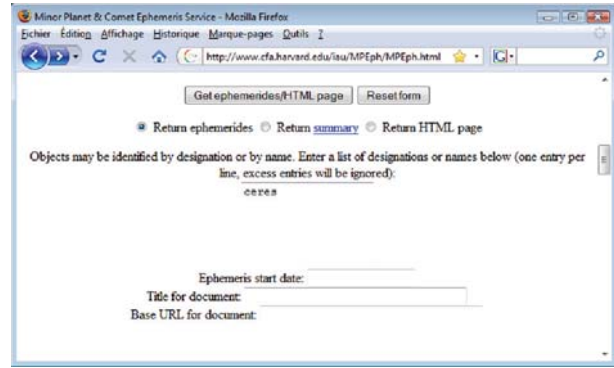 Minor Planet & Comet Ephemeris Service - Mozilla Firefox
Fichier Édition Affichage Historique Marque-pages Outils ?
http://www.cfa.harvard.edu/iau/MPEph/MPEph.html
Get ephemerides/HTML page Reset form
Return ephemerides Return summary Return HTML page
Objects may be identified by designation or by name. Enter a list of designations or names below (one entry per
line, excess entries will be ignored):
ceres
Ephemeris start date:
Title for document:
Base URL for document: